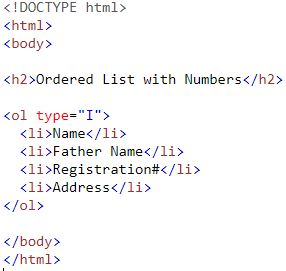 <!DOCTYPE html>
<html>
<body>
<h2>Ordered List with Numbers</h2>
<ol type="I">
<li>Name</li>
<li>Father Name</li>
<li>Registration#</li>
<li>Address</li>
</ol>
</body>
</html>